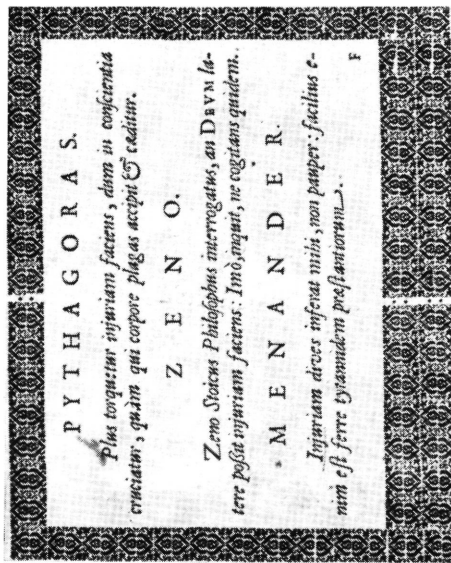 PYTHAGORAS.
Plus torquetur injuriam faciens, dum in conscientia
cruciatur, quàm qui corpore plagas accipit & cæditur.
ZENO.
Zeno Stoicus Philosophus interrogatus, an DEVM la-
tere possit injuriam faciens: Imò, inquit, ne cogitans quidem.
MENANDER.
Injuriam dives inferat mihi, non pauper: facilius e-
nim est ferre tyrannidem præstantiorum.
F